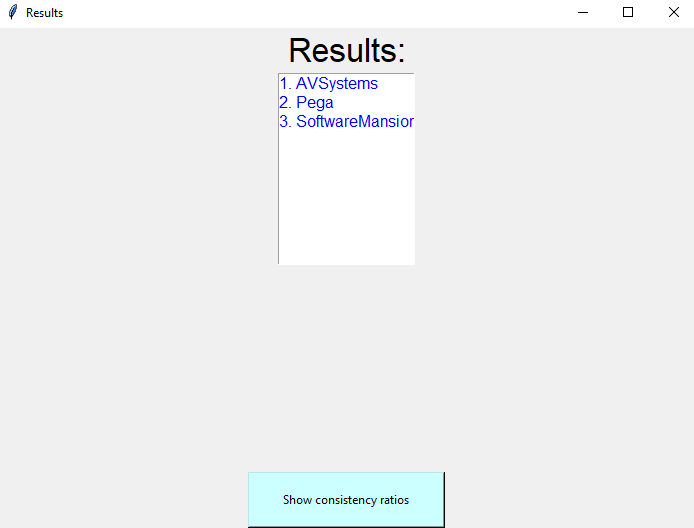 Results
Results:
1. AVSystems
2. Pega
3. SoftwareMansion
Show consistency ratios